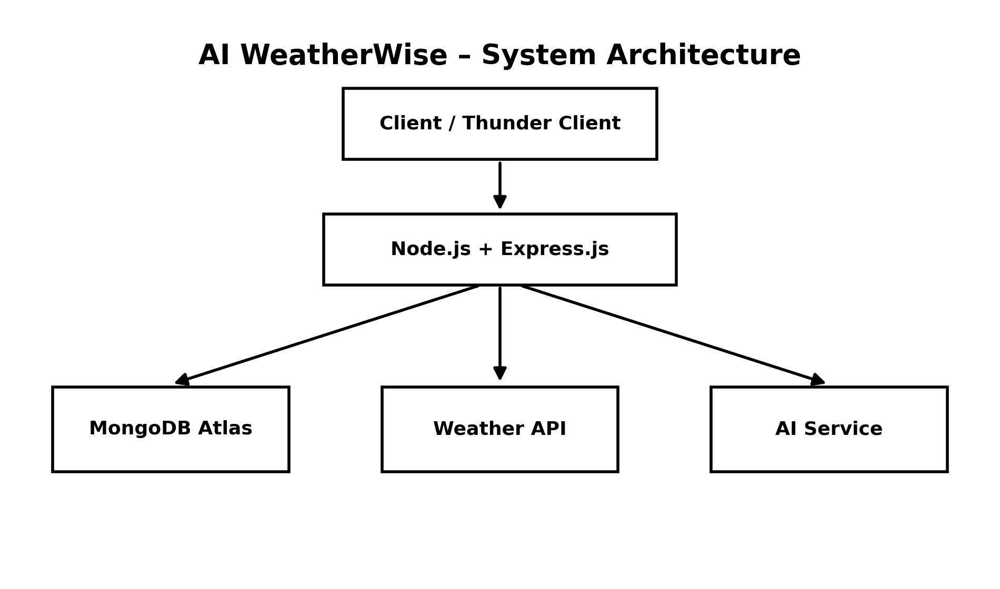 AI WeatherWise – System Architecture
Client / Thunder Client
Node.js + Express.js
MongoDB Atlas
Weather API
AI Service